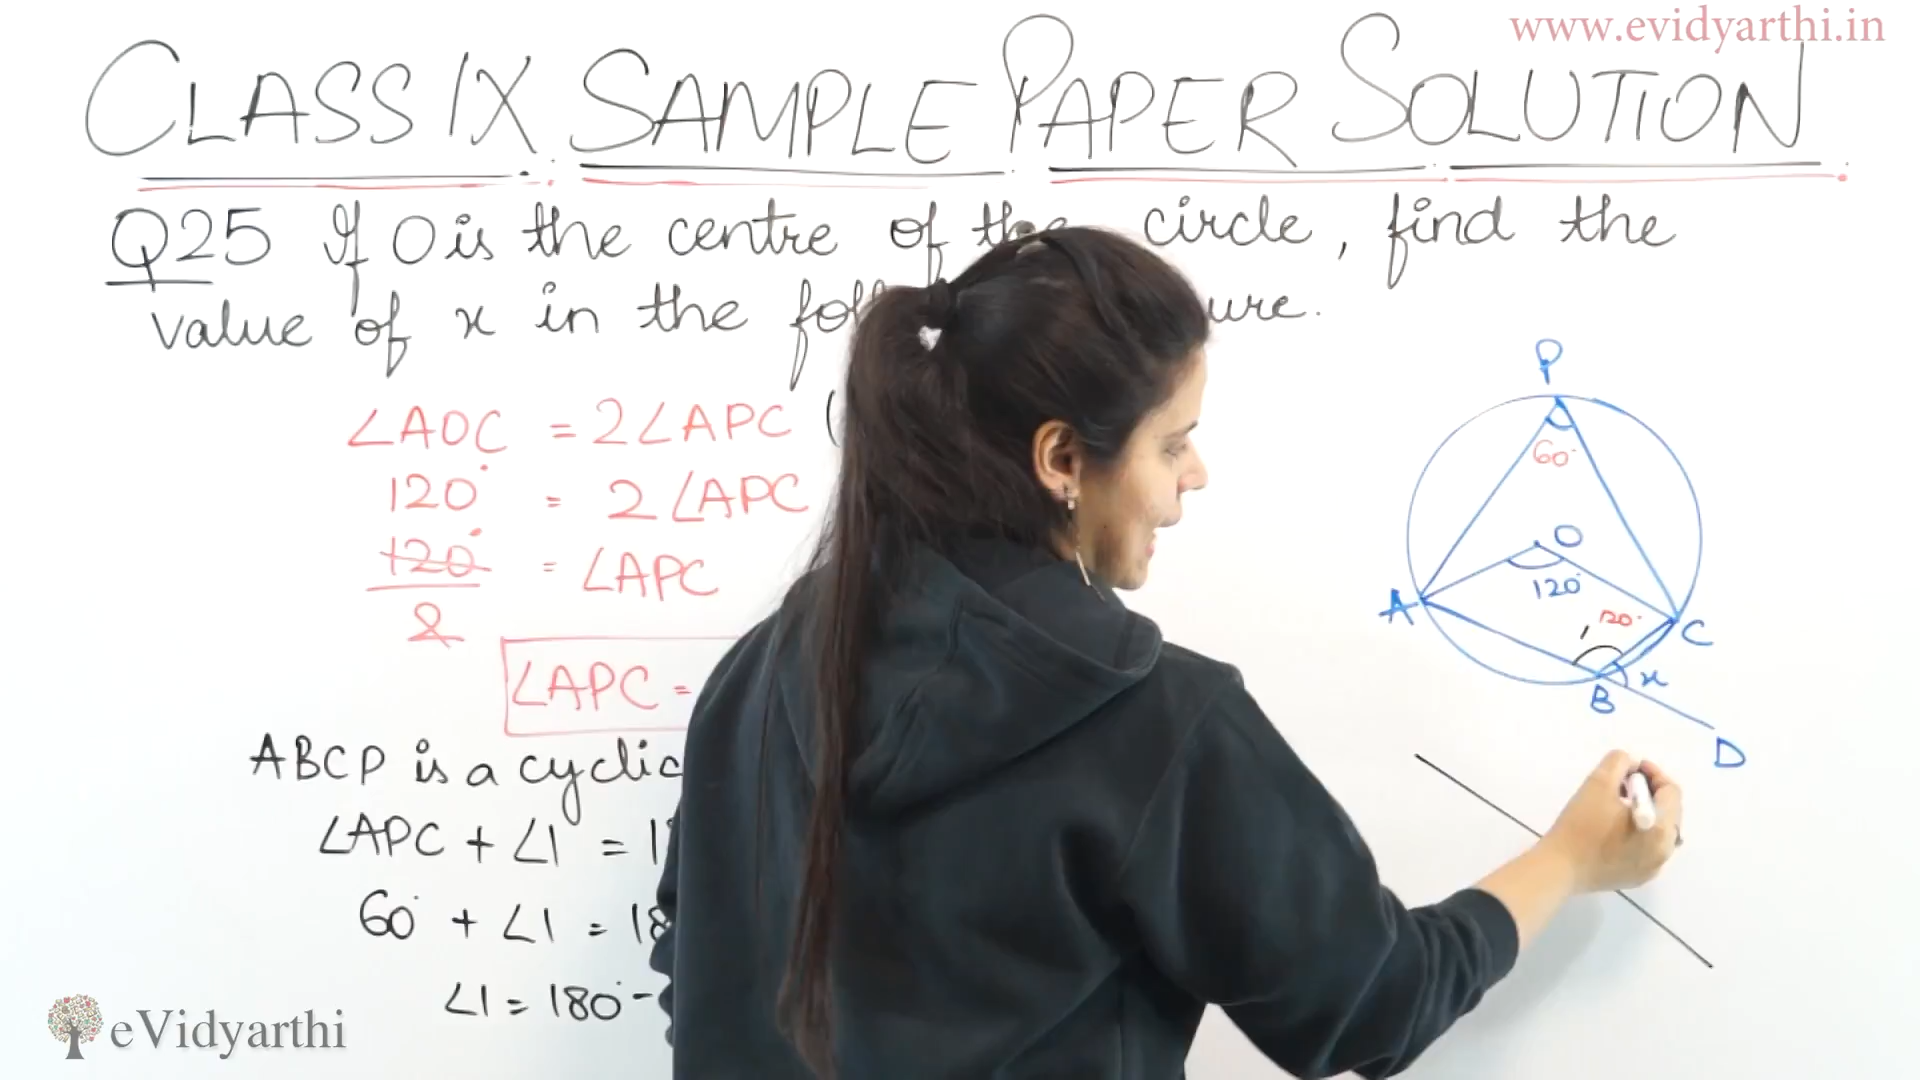 www.evidyarthi.in
CLASS IX SAMPLE PAPER SOLUTION
Q25 If O is the centre of the circle, find the
value of x in the
∠AOC = 2∠APC (
120° = 2∠APC
120° = ∠APC
2
∠APC =
ABCP is a cyclic
∠APC + ∠1 =
60° + ∠1 = 18
∠1 = 180° -
P
60°
O
120°
A
1
120°
C
B
x
D
eVidyarthi